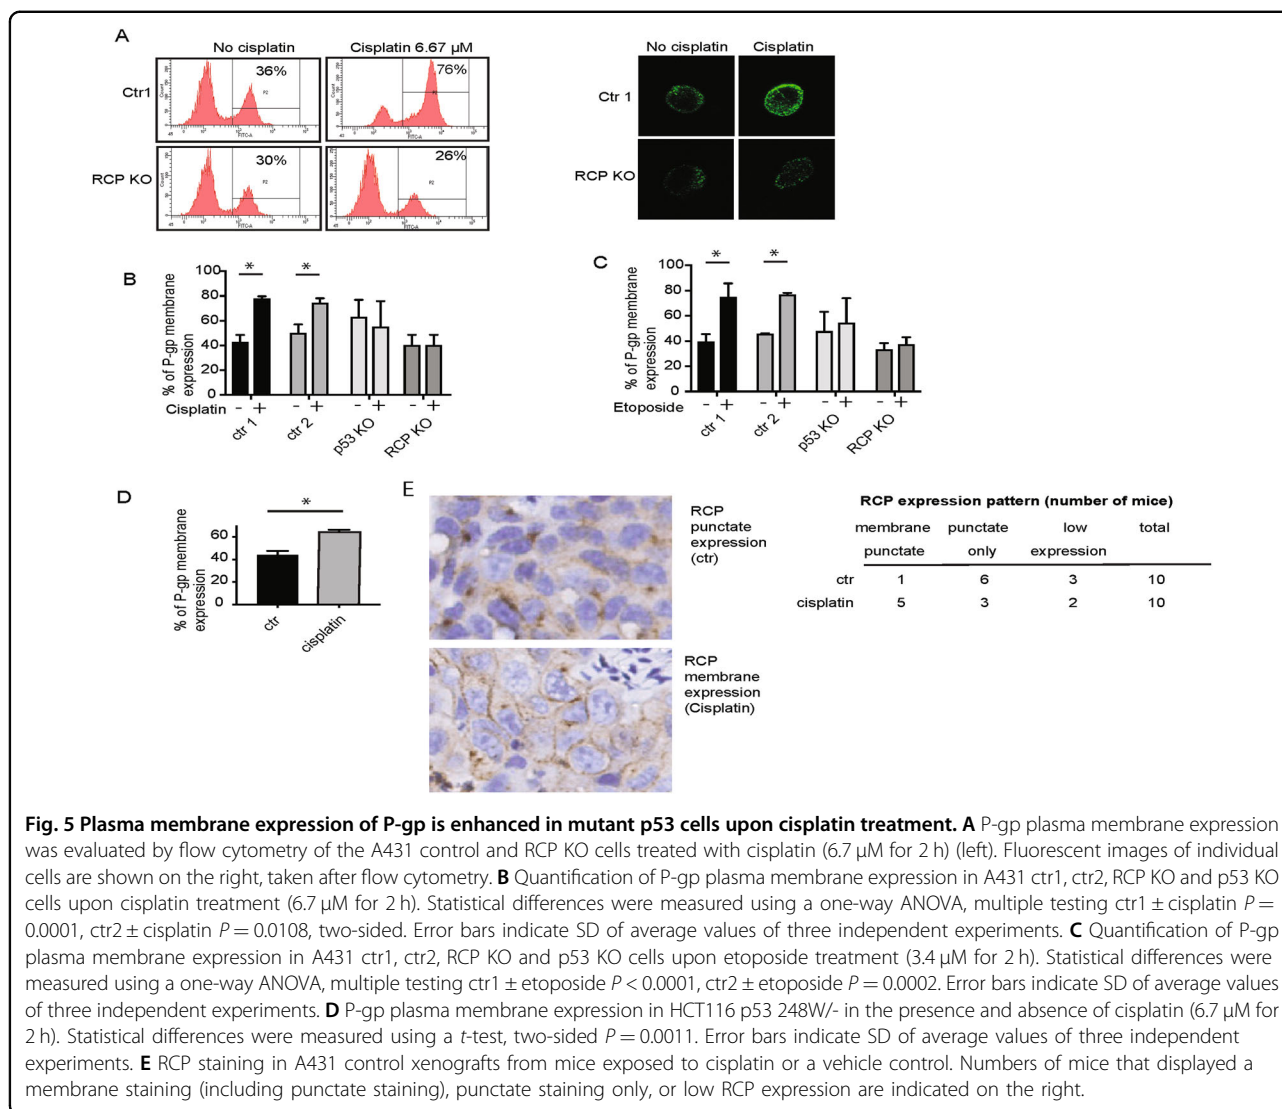 A
No cisplatin
Cisplatin 6.67 µM
Ctr1
36%
P2
76%
P2
Count
FITC-A
RCP KO
30%
P2
26%
P2
Count
FITC-A
No cisplatin
Cisplatin
Ctr 1
RCP KO
B
% of P-gp membrane
expression
100
80
60
40
20
0
*
*
Cisplatin
- + - + - + - +
ctr 1
ctr 2
p53 KO
RCP KO
C
% of P-gp membrane
expression
100
80
60
40
20
0
*
*
Etoposide
- + - + - + - +
ctr 1
ctr 2
p53 KO
RCP KO
D
% of P-gp membrane
expression
60
40
20
0
*
ctr
cisplatin
E
RCP
punctate
expression
(ctr)
RCP
membrane
expression
(Cisplatin)
RCP expression pattern (number of mice)
membrane punctate low total
punctate only expression
ctr 1 6 3 10
cisplatin 5 3 2 10
Fig. 5 Plasma membrane expression of P-gp is enhanced in mutant p53 cells upon cisplatin treatment. A P-gp plasma membrane expression
was evaluated by flow cytometry of the A431 control and RCP KO cells treated with cisplatin (6.7 µM for 2 h) (left). Fluorescent images of individual
cells are shown on the right, taken after flow cytometry. B Quantification of P-gp plasma membrane expression in A431 ctr1, ctr2, RCP KO and p53 KO
cells upon cisplatin treatment (6.7 µM for 2 h). Statistical differences were measured using a one-way ANOVA, multiple testing ctr1 ± cisplatin P =
0.0001, ctr2 ± cisplatin P = 0.0108, two-sided. Error bars indicate SD of average values of three independent experiments. C Quantification of P-gp
plasma membrane expression in A431 ctr1, ctr2, RCP KO and p53 KO cells upon etoposide treatment (3.4 µM for 2 h). Statistical differences were
measured using a one-way ANOVA, multiple testing ctr1 ± etoposide P < 0.0001, ctr2 ± etoposide P = 0.0002. Error bars indicate SD of average values
of three independent experiments. D P-gp plasma membrane expression in HCT116 p53 248W/- in the presence and absence of cisplatin (6.7 µM for
2 h). Statistical differences were measured using a t-test, two-sided P = 0.0011. Error bars indicate SD of average values of three independent
experiments. E RCP staining in A431 control xenografts from mice exposed to cisplatin or a vehicle control. Numbers of mice that displayed a
membrane staining (including punctate staining), punctate staining only, or low RCP expression are indicated on the right.